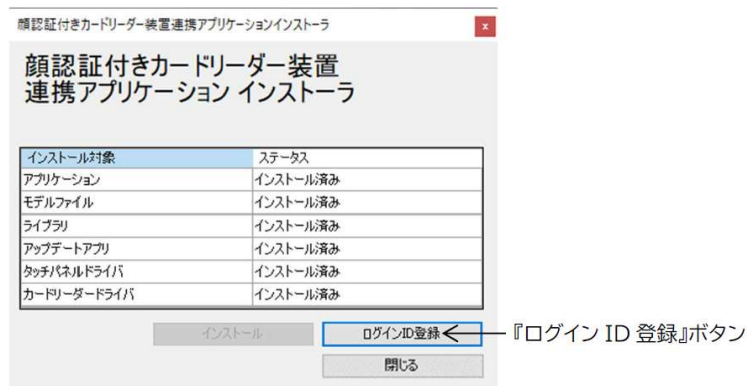 顔認証付きカードリーダー装置連携アプリケーションインストーラ
x
顔認証付きカードリーダー装置
連携アプリケーション インストーラ
インストール対象 ステータス
アプリケーション インストール済み
モデルファイル インストール済み
ライブラリ インストール済み
アップデートアプリ インストール済み
タッチパネルドライバ インストール済み
カードリーダードライバ インストール済み
インストール ログインID登録 『ログイン ID 登録』ボタン
閉じる